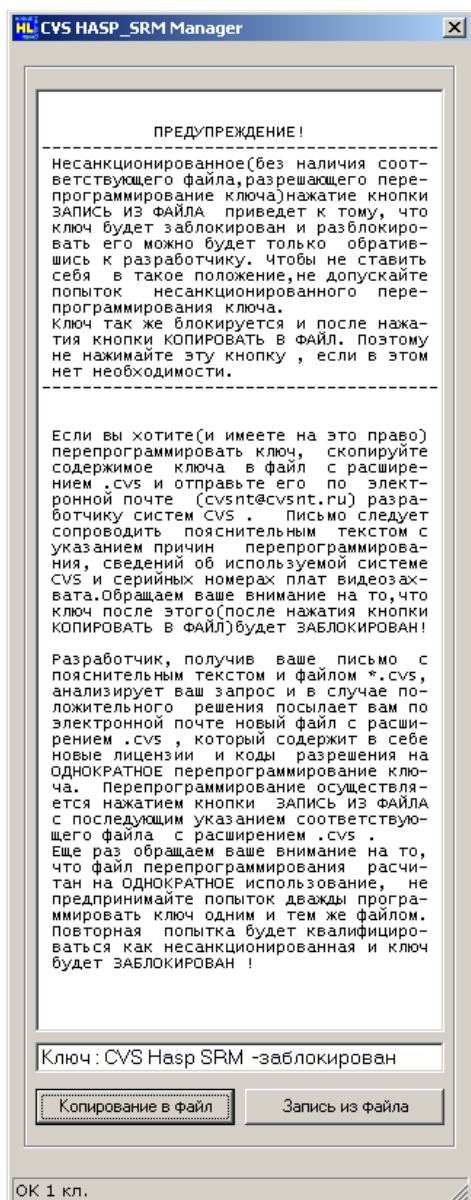 HL CVS HASP_SRM Manager
ПРЕДУПРЕЖДЕНИЕ!
Несанкционированное(без наличия соот-
ветствующего файла,разрешающего пере-
программирование ключа)нажатие кнопки
ЗАПИСЬ ИЗ ФАЙЛА приведет к тому, что
ключ будет заблокирован и разблокиро-
вать его можно будет только обратив-
шись к разработчику. Чтобы не ставить
себя в такое положение,не допускайте
попыток несанкционированного пере-
программирования ключа.
Ключ так же блокируется и после нажа-
тия кнопки КОПИРОВАТЬ В ФАЙЛ. Поэтому
не нажимайте эту кнопку , если в этом
нет необходимости.
Если вы хотите(и имеете на это право)
перепрограммировать ключ, скопируйте
содержимое ключа в файл с расшире-
нием .cvs и отправьте его по элект-
ронной почте (cvsnt@cvsnt.ru) разра-
ботчику систем CVS . Письмо следует
сопроводить пояснительным текстом с
указанием причин перепрограммирова-
ния, сведений об используемой системе
CVS и серийных номерах плат видеозах-
вата.Обращаем ваше внимание на то,что
ключ после этого(после нажатия кнопки
КОПИРОВАТЬ В ФАЙЛ)будет ЗАБЛОКИРОВАН!
Разработчик, получив ваше письмо с
пояснительным текстом и файлом *.cvs,
анализирует ваш запрос и в случае по-
ложительного решения посылает вам по
электронной почте новый файл с расши-
рением .cvs , который содержит в себе
новые лицензии и коды разрешения на
ОДНОКРАТНОЕ перепрограммирование клю-
ча. Перепрограммирование осуществля-
ется нажатием кнопки ЗАПИСЬ ИЗ ФАЙЛА
с последующим указанием соответствую-
щего файла с расширением .cvs .
Еще раз обращаем ваше внимание на то,
что файл перепрограммирования расчи-
тан на ОДНОКРАТНОЕ использование, не
предпринимайте попыток дважды програ-
ммировать ключ одним и тем же файлом.
Повторная попытка будет квалифициро-
ваться как несанкционированная и ключ
будет ЗАБЛОКИРОВАН !
Ключ : CVS Hasp SRM -заблокирован
Копирование в файл Запись из файла
ОК 1 кл.